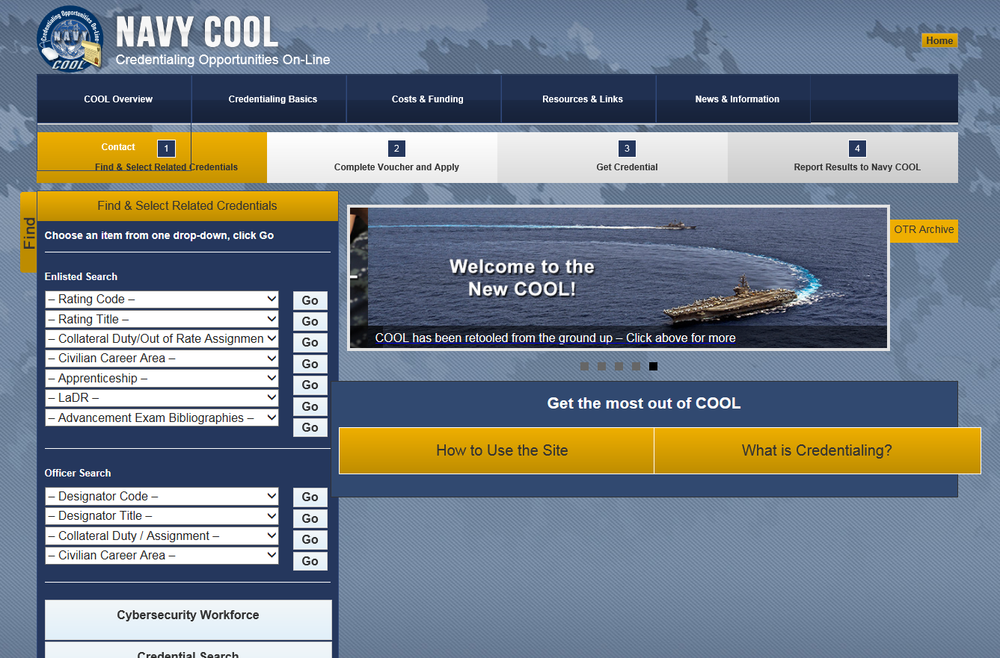 Credentialing Opportunities On-Line
NAVY
COOL
NAVY COOL
Credentialing Opportunities On-Line
Home
COOL Overview
Credentialing Basics
Costs & Funding
Resources & Links
News & Information
Contact
1
Find & Select Related Credentials
2
Complete Voucher and Apply
3
Get Credential
4
Report Results to Navy COOL
Find
Find & Select Related Credentials
Choose an item from one drop-down, click Go
Enlisted Search
– Rating Code –
Go
– Rating Title –
Go
– Collateral Duty/Out of Rate Assignmen
Go
– Civilian Career Area –
Go
– Apprenticeship –
Go
– LaDR –
Go
– Advancement Exam Bibliographies –
Go
Officer Search
– Designator Code –
Go
– Designator Title –
Go
– Collateral Duty / Assignment –
Go
– Civilian Career Area –
Go
Cybersecurity Workforce
Credential Search
Welcome to the
New COOL!
COOL has been retooled from the ground up – Click above for more
OTR Archive
Get the most out of COOL
How to Use the Site
What is Credentialing?